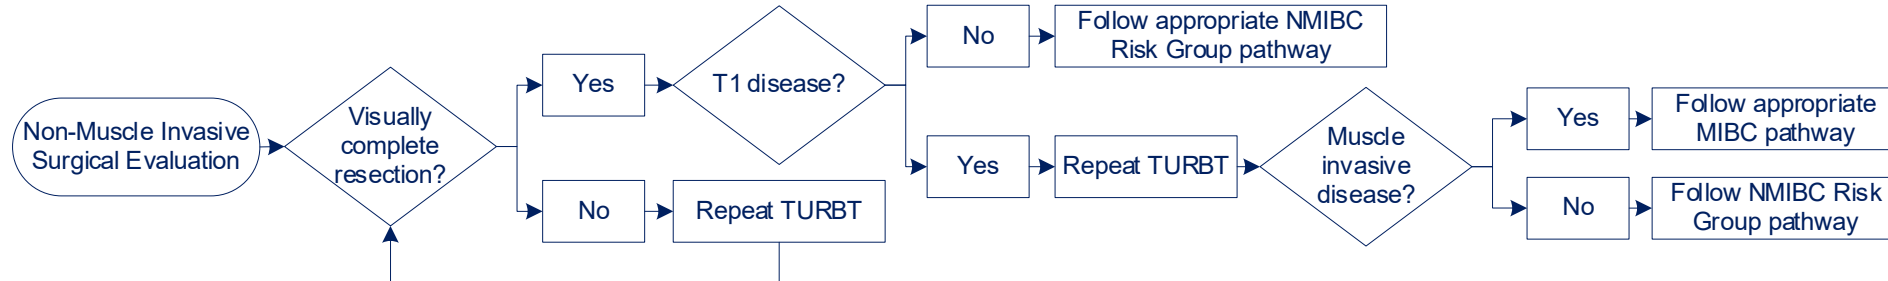 Non-Muscle Invasive
Surgical Evaluation
Visually
complete
resection?
Yes
T1 disease?
No
Follow appropriate NMIBC
Risk Group pathway
Yes
Repeat TURBT
Muscle
invasive
disease?
Yes
Follow appropriate
MIBC pathway
No
Follow NMIBC Risk
Group pathway
No
Repeat TURBT